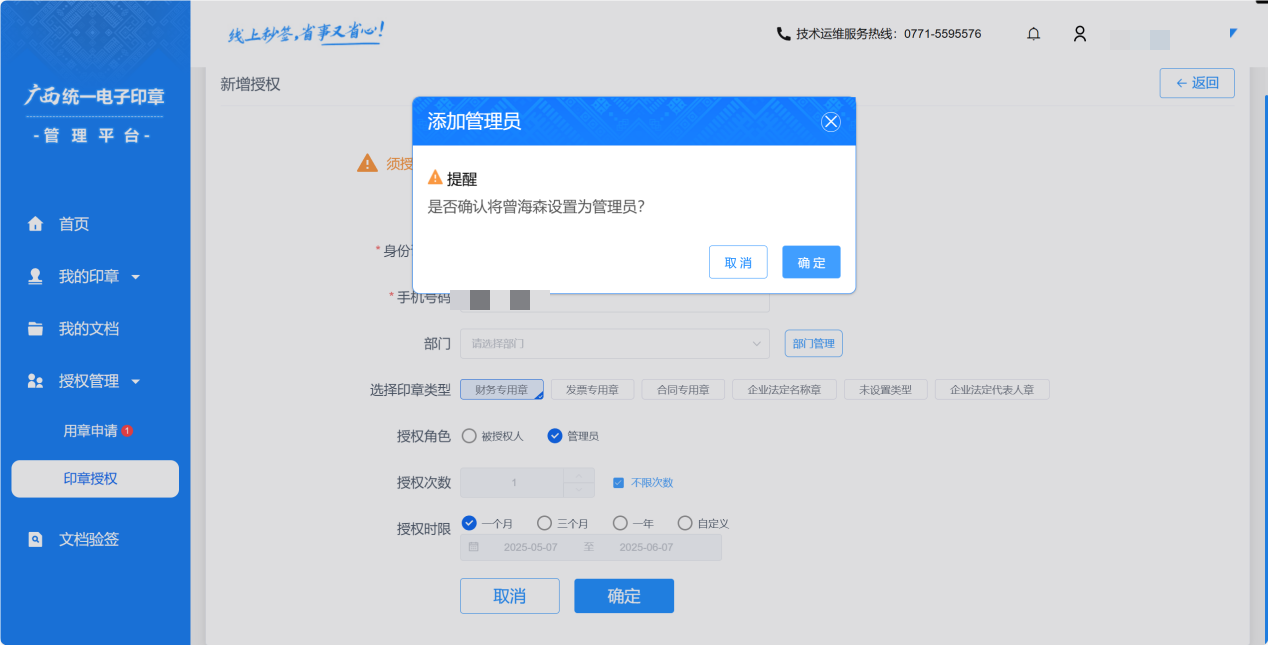 线上秒签,省事又省心!
技术运维服务热线：0771-5595576
广西统一电子印章
-管理平台-
首页
我的印章
我的文档
授权管理
用章申请 1
印章授权
文档验签
新增授权
← 返回
须授
添加管理员
提醒
是否确认将曾海森设置为管理员?
取消 确定
* 身份
* 手机号码
部门 请选择部门 部门管理
选择印章类型 财务专用章 发票专用章 合同专用章 企业法定名称章 未设置类型 企业法定代表人章
授权角色 被授权人 管理员
授权次数 1 不限次数
授权时限 一个月 三个月 一年 自定义
2025-05-07 至 2025-06-07
取消 确定